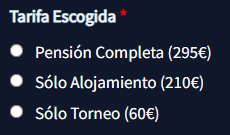 Tarifa Escogida *
Pensión Completa (295€)
Sólo Alojamiento (210€)
Sólo Torneo (60€)